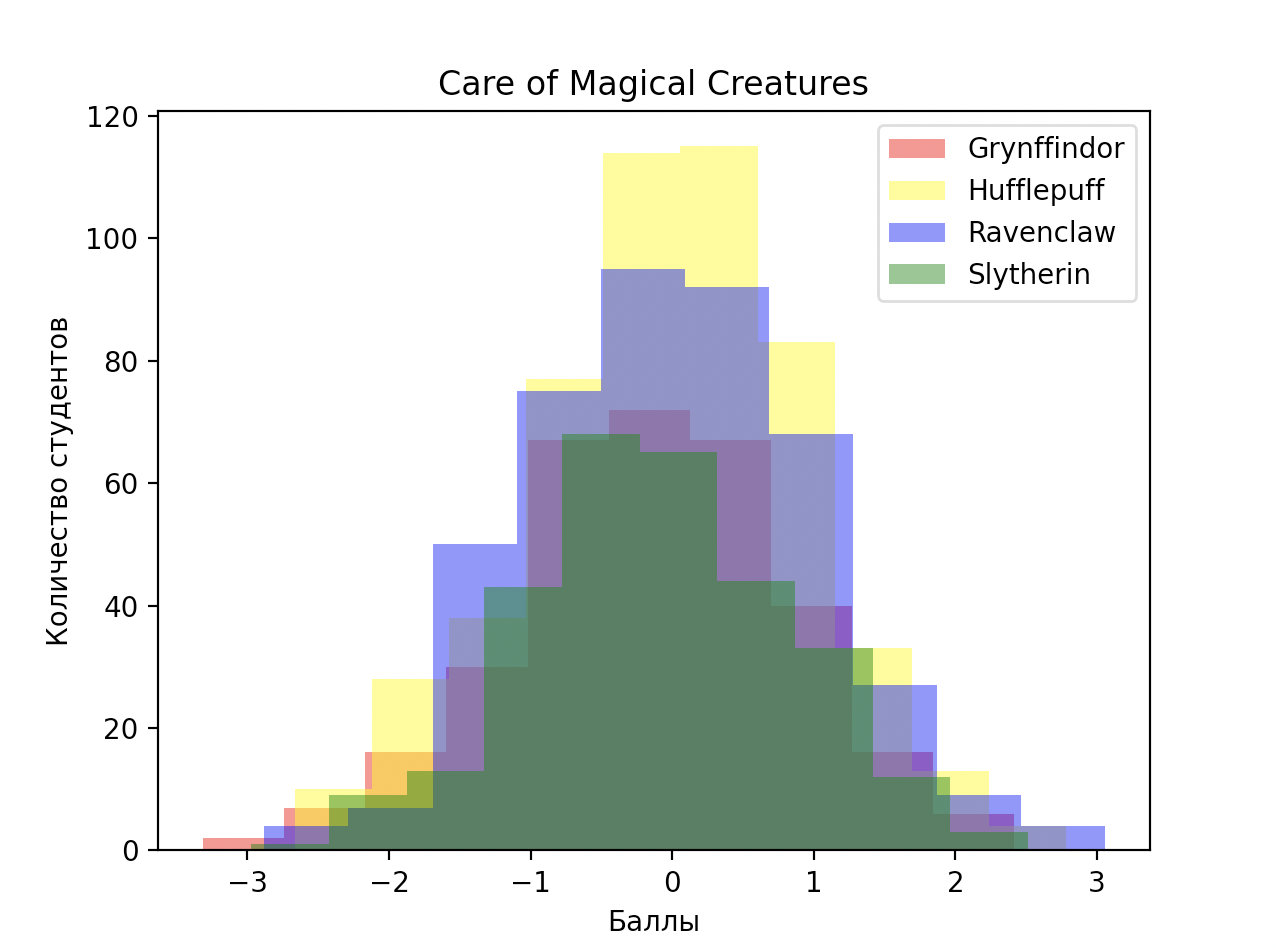 Care of Magical Creatures
Grynffindor
Hufflepuff
Ravenclaw
Slytherin
Количество студентов
120
100
80
60
40
20
0
−3 −2 −1 0 1 2 3
Баллы